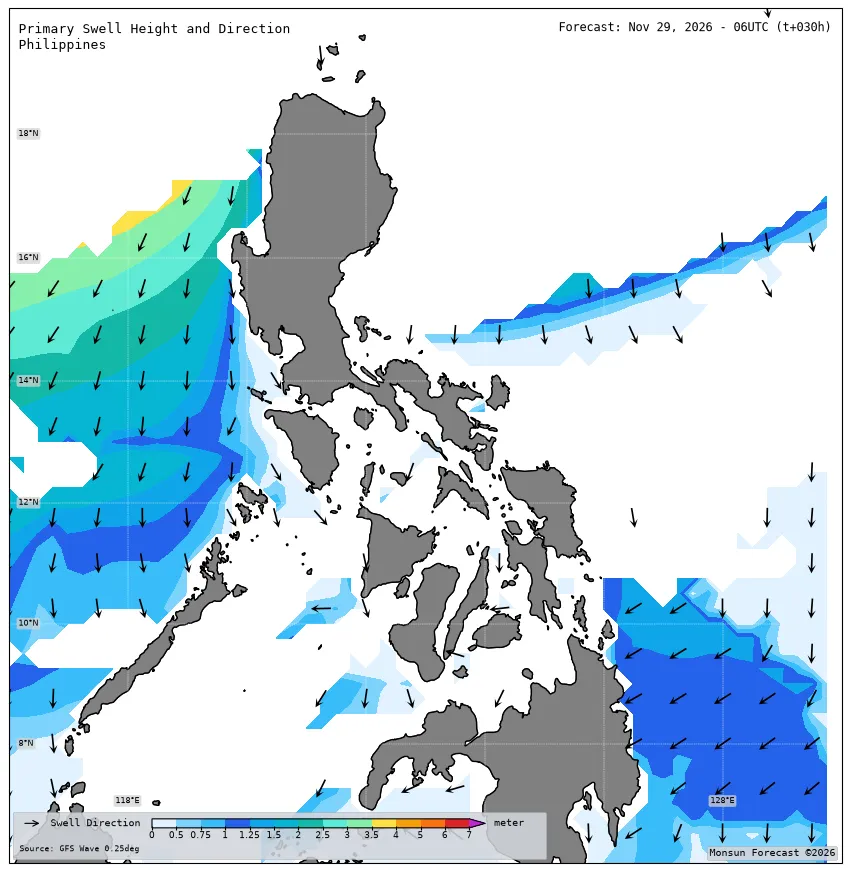 Primary Swell Height and Direction
Philippines
Forecast: Nov 29, 2026 - 06UTC (t+030h)
18°N
16°N
14°N
12°N
10°N
8°N
118°E
128°E
Swell Direction
meter
0 0.5 0.75 1 1.25 1.5 2 2.5 3 3.5 4 5 6 7
Source: GFS Wave 0.25deg
Monsun Forecast ©2026